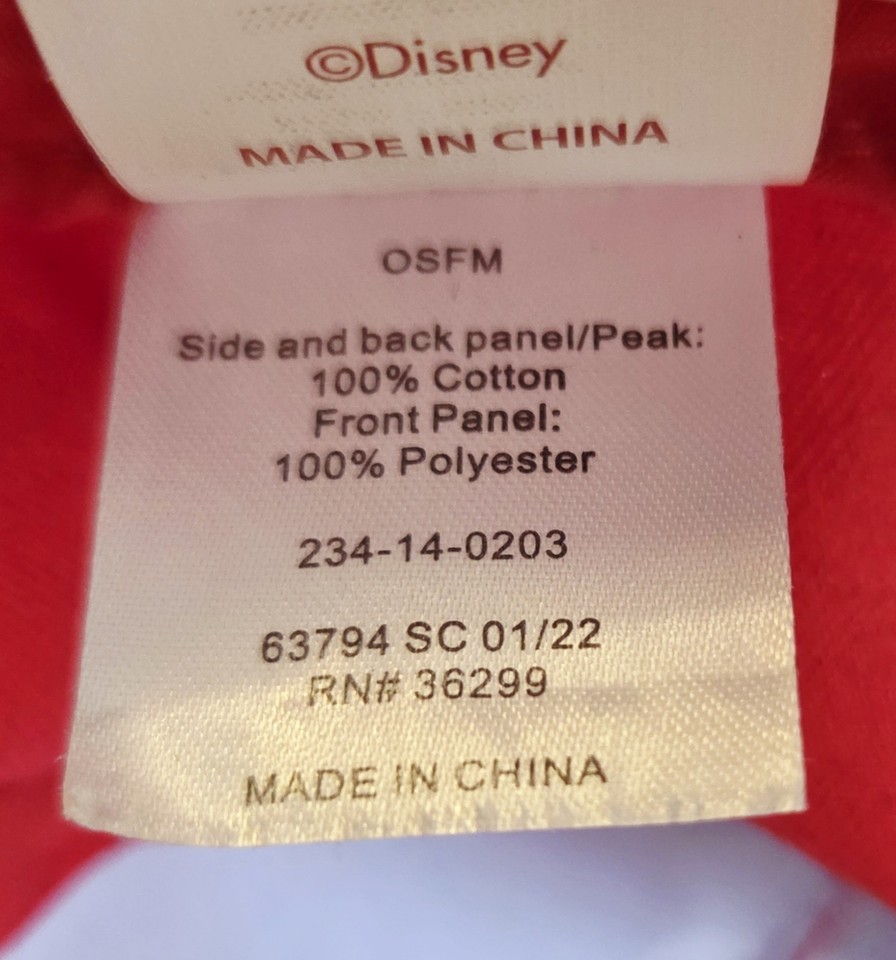 ©Disney
MADE IN CHINA
OSFM
Side and back panel/Peak:
100% Cotton
Front Panel:
100% Polyester
234-14-0203
63794 SC 01/22
RN# 36299
MADE IN CHINA